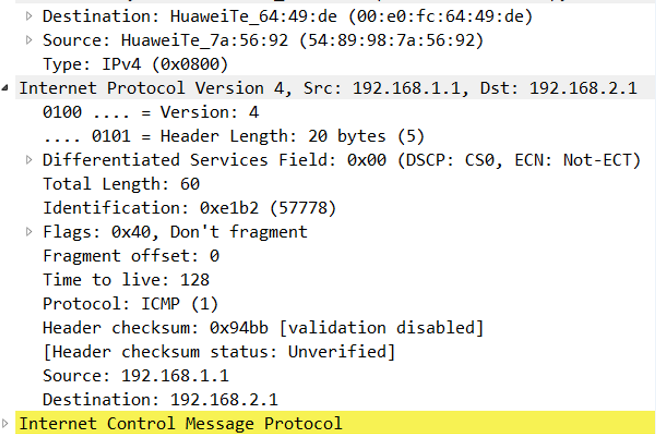 Destination: HuaweiTe_64:49:de (00:e0:fc:64:49:de)
Source: HuaweiTe_7a:56:92 (54:89:98:7a:56:92)
Type: IPv4 (0x0800)
Internet Protocol Version 4, Src: 192.168.1.1, Dst: 192.168.2.1
0100 .... = Version: 4
.... 0101 = Header Length: 20 bytes (5)
Differentiated Services Field: 0x00 (DSCP: CS0, ECN: Not-ECT)
Total Length: 60
Identification: 0xe1b2 (57778)
Flags: 0x40, Don't fragment
Fragment offset: 0
Time to live: 128
Protocol: ICMP (1)
Header checksum: 0x94bb [validation disabled]
[Header checksum status: Unverified]
Source: 192.168.1.1
Destination: 192.168.2.1
Internet Control Message Protocol